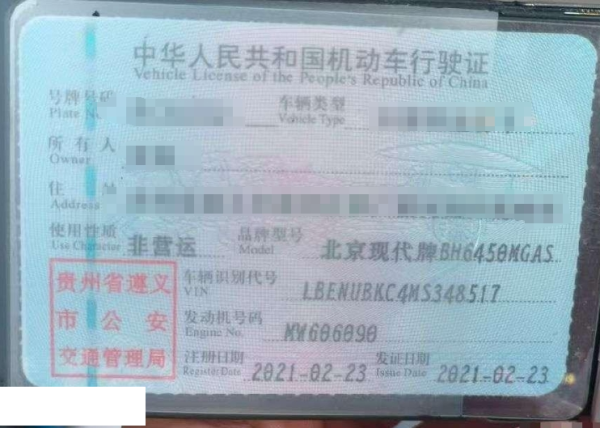 中华人民共和国机动车行驶证
Vehicle License of the People's Republic of China
号牌号码 车辆类型
Plate No. Vehicle Type
所有人
Owner
住 址
Address
使用性质 非营运 品牌型号 北京现代牌BH6450MGAS
Use Character Model
车辆识别代号 LBENUBKC4MS348517
VIN
发动机号码 MW606090
Engine No.
注册日期 2021-02-23 发证日期 2021-02-23
Register Date Issue Date
贵州省遵义
市公安
交通管理局